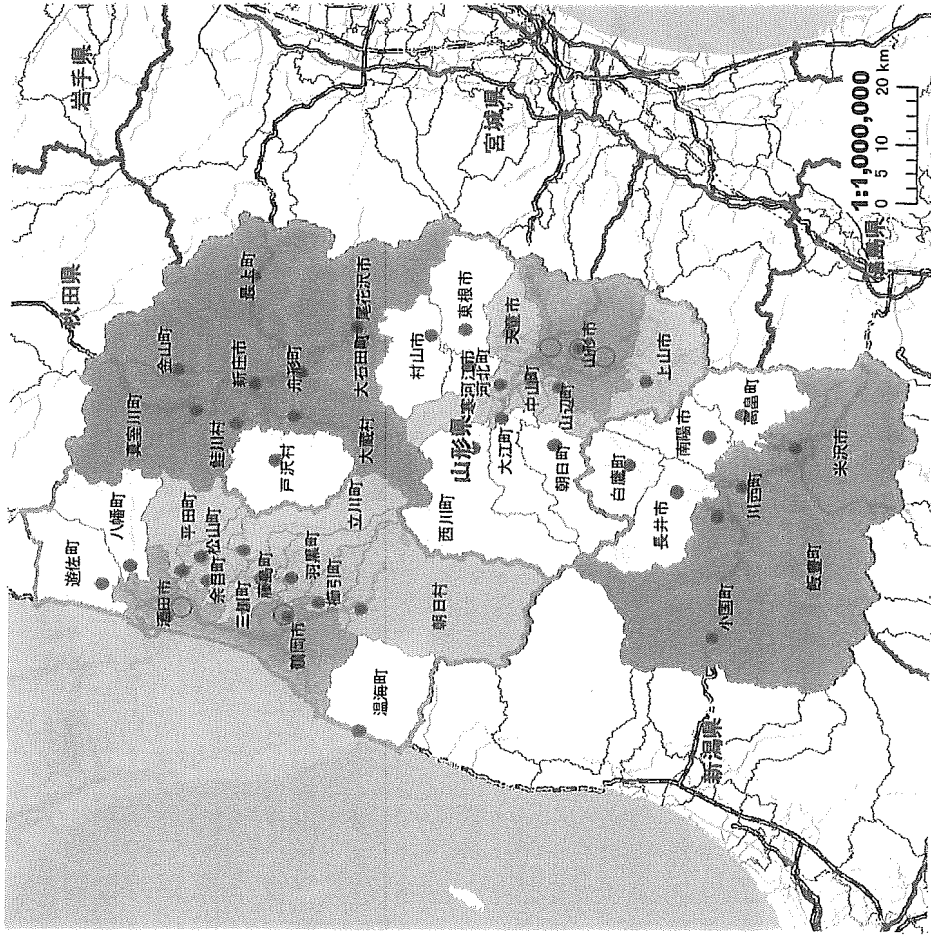 岩手県
秋田県
宮城県
山形県
福島県
新潟県
遊佐町
八幡町
酒田市
平田町
松山町
余目町
三川町
藤島町
羽黒町
櫛引町
鶴岡市
立川町
朝日村
温海町
真室川町
金山町
鮭川村
新庄市
最上町
舟形町
戸沢村
大蔵村
大石田町
尾花沢市
村山市
東根市
西川町
寒河江市
河北町
天童市
大江町
中山町
山辺町
山形市
朝日町
上山市
白鷹町
南陽市
高畠町
長井市
川西町
米沢市
飯豊町
小国町
1:1,000,000
0 5 10 20 km